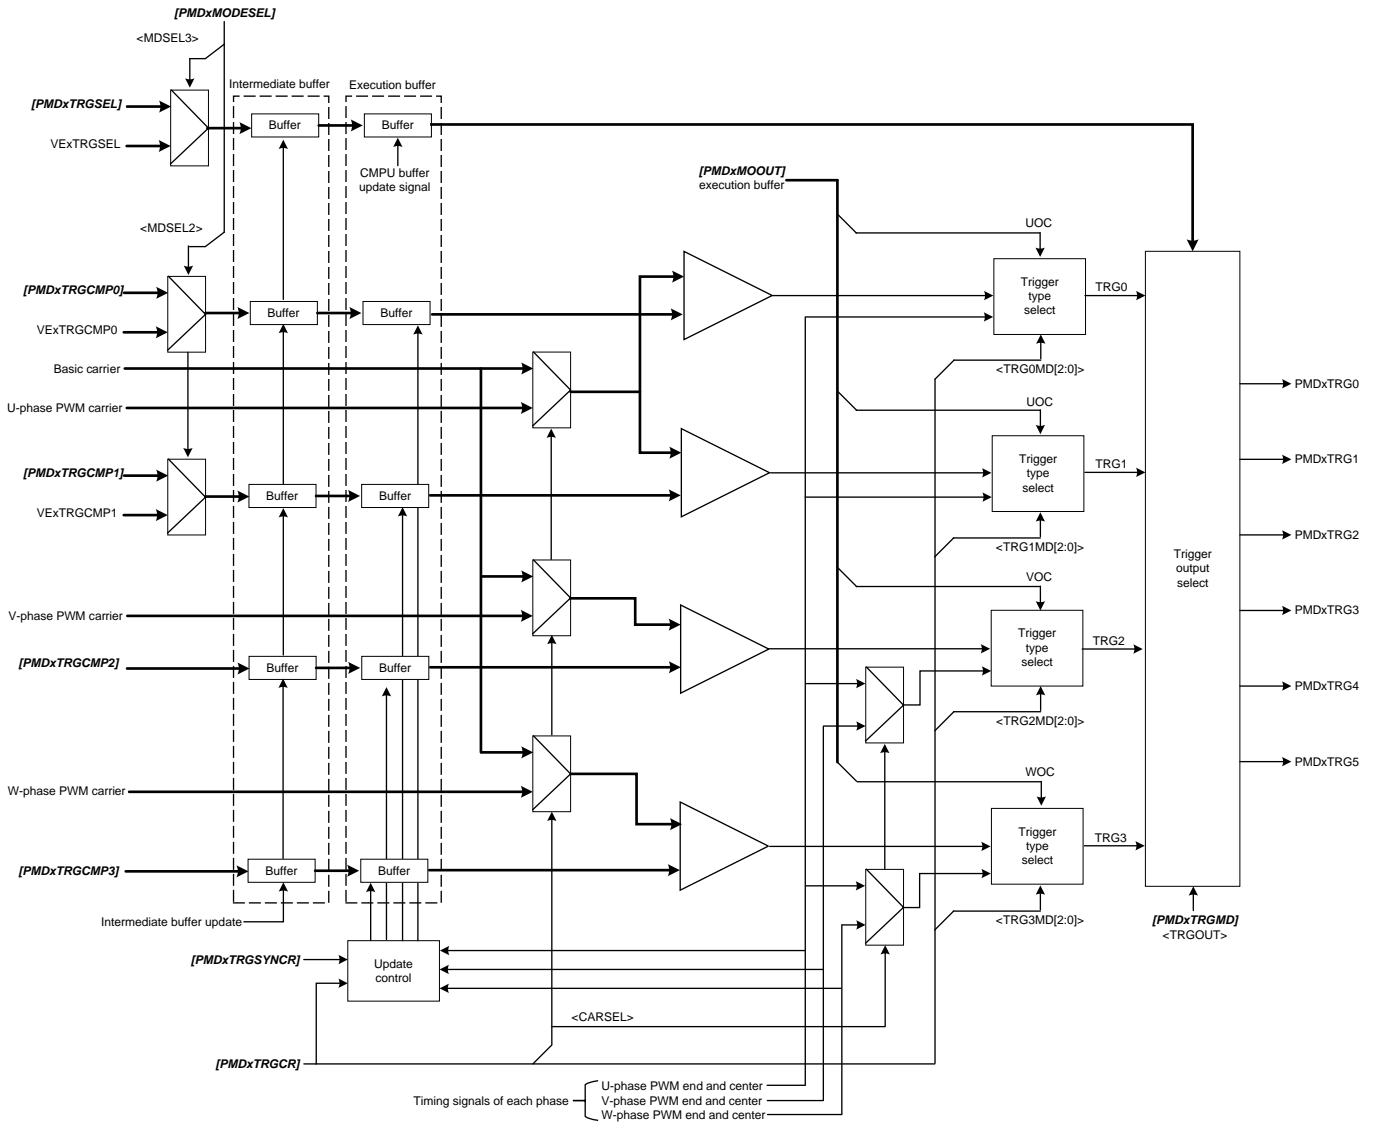 [PMDxMODESEL]
<MDSEL3>
Intermediate buffer
Execution buffer
[PMDxTRGSEL]
VExTRGSEL
Buffer
Buffer
CMPU buffer
update signal
[PMDxMOOUT]
execution buffer
<MDSEL2>
UOC
[PMDxTRGCMP0]
VExTRGCMP0
Buffer
Buffer
Trigger
type
select
TRG0
<TRG0MD[2:0]>
Basic carrier
U-phase PWM carrier
PMDxTRG0
UOC
[PMDxTRGCMP1]
VExTRGCMP1
Buffer
Buffer
Trigger
type
select
TRG1
<TRG1MD[2:0]>
PMDxTRG1
PMDxTRG2
Trigger
output
select
VOC
V-phase PWM carrier
PMDxTRG3
[PMDxTRGCMP2]
Buffer
Buffer
Trigger
type
select
TRG2
<TRG2MD[2:0]>
PMDxTRG4
WOC
PMDxTRG5
W-phase PWM carrier
Trigger
type
select
TRG3
[PMDxTRGCMP3]
Buffer
Buffer
<TRG3MD[2:0]>
[PMDxTRGMD]
<TRGOUT>
Intermediate buffer update
[PMDxTRGSYNCR]
Update
control
<CARSEL>
[PMDxTRGCR]
Timing signals of each phase
U-phase PWM end and center
V-phase PWM end and center
W-phase PWM end and center